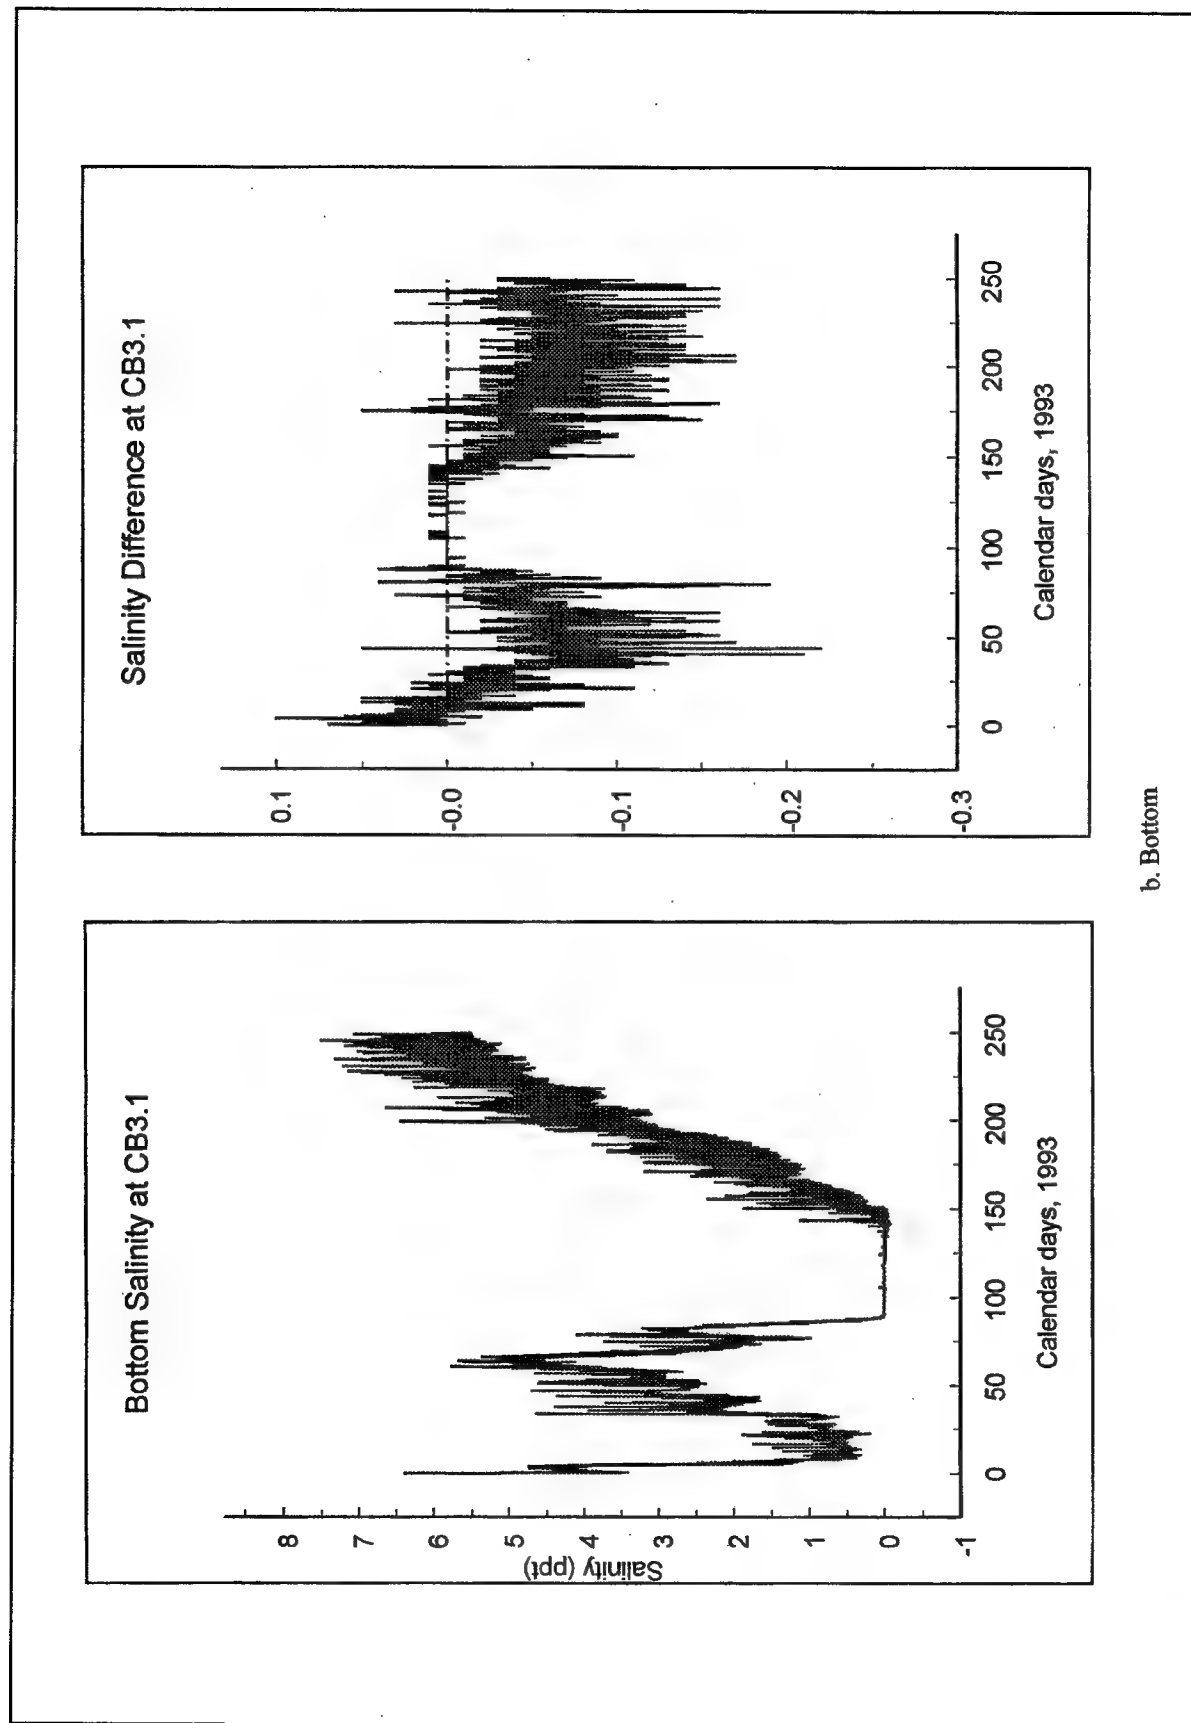 Bottom Salinity at CB3.1
Salinity (ppt)
8
7
6
5
4
3
2
1
0
-1
0 50 100 150 200 250
Calendar days, 1993
Salinity Difference at CB3.1
0.1
-0.0
-0.1
-0.2
-0.3
0 50 100 150 200 250
Calendar days, 1993
b. Bottom